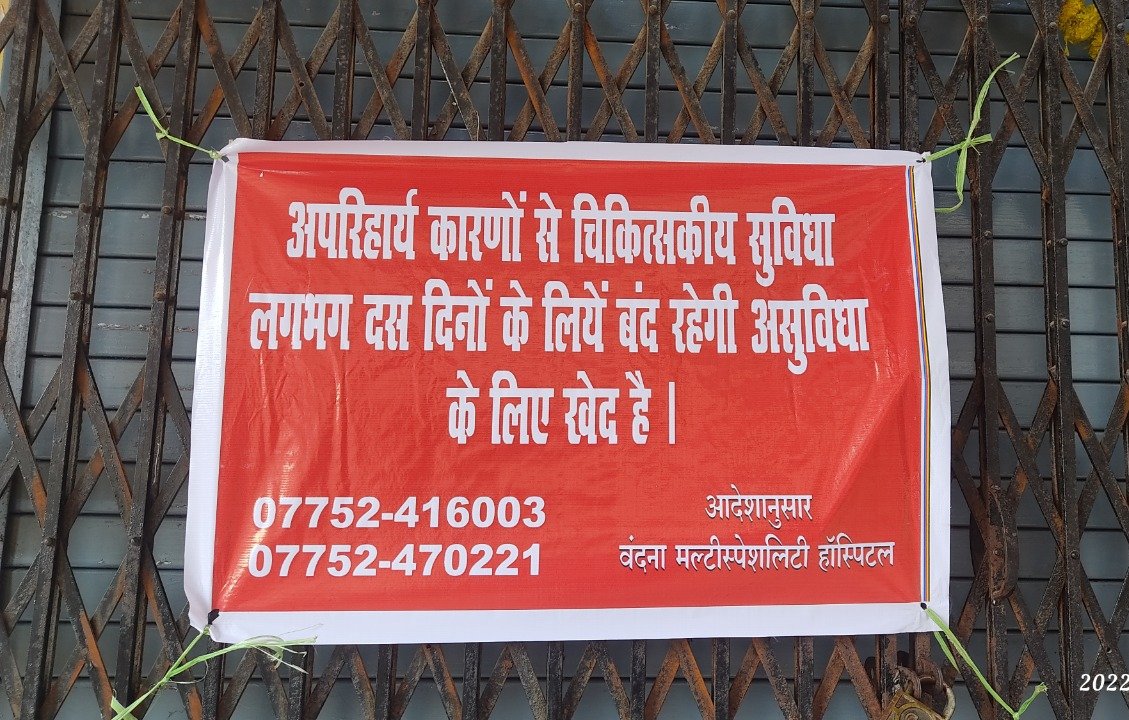 अपरिहार्य कारणों से चिकित्सकीय सुविधा
लगभग दस दिनों के लियें बंद रहेगी असुविधा
के लिए खेद है ।
07752-416003
07752-470221
आदेशानुसार
वंदना मल्टीस्पेशलिटी हॉस्पिटल
2022